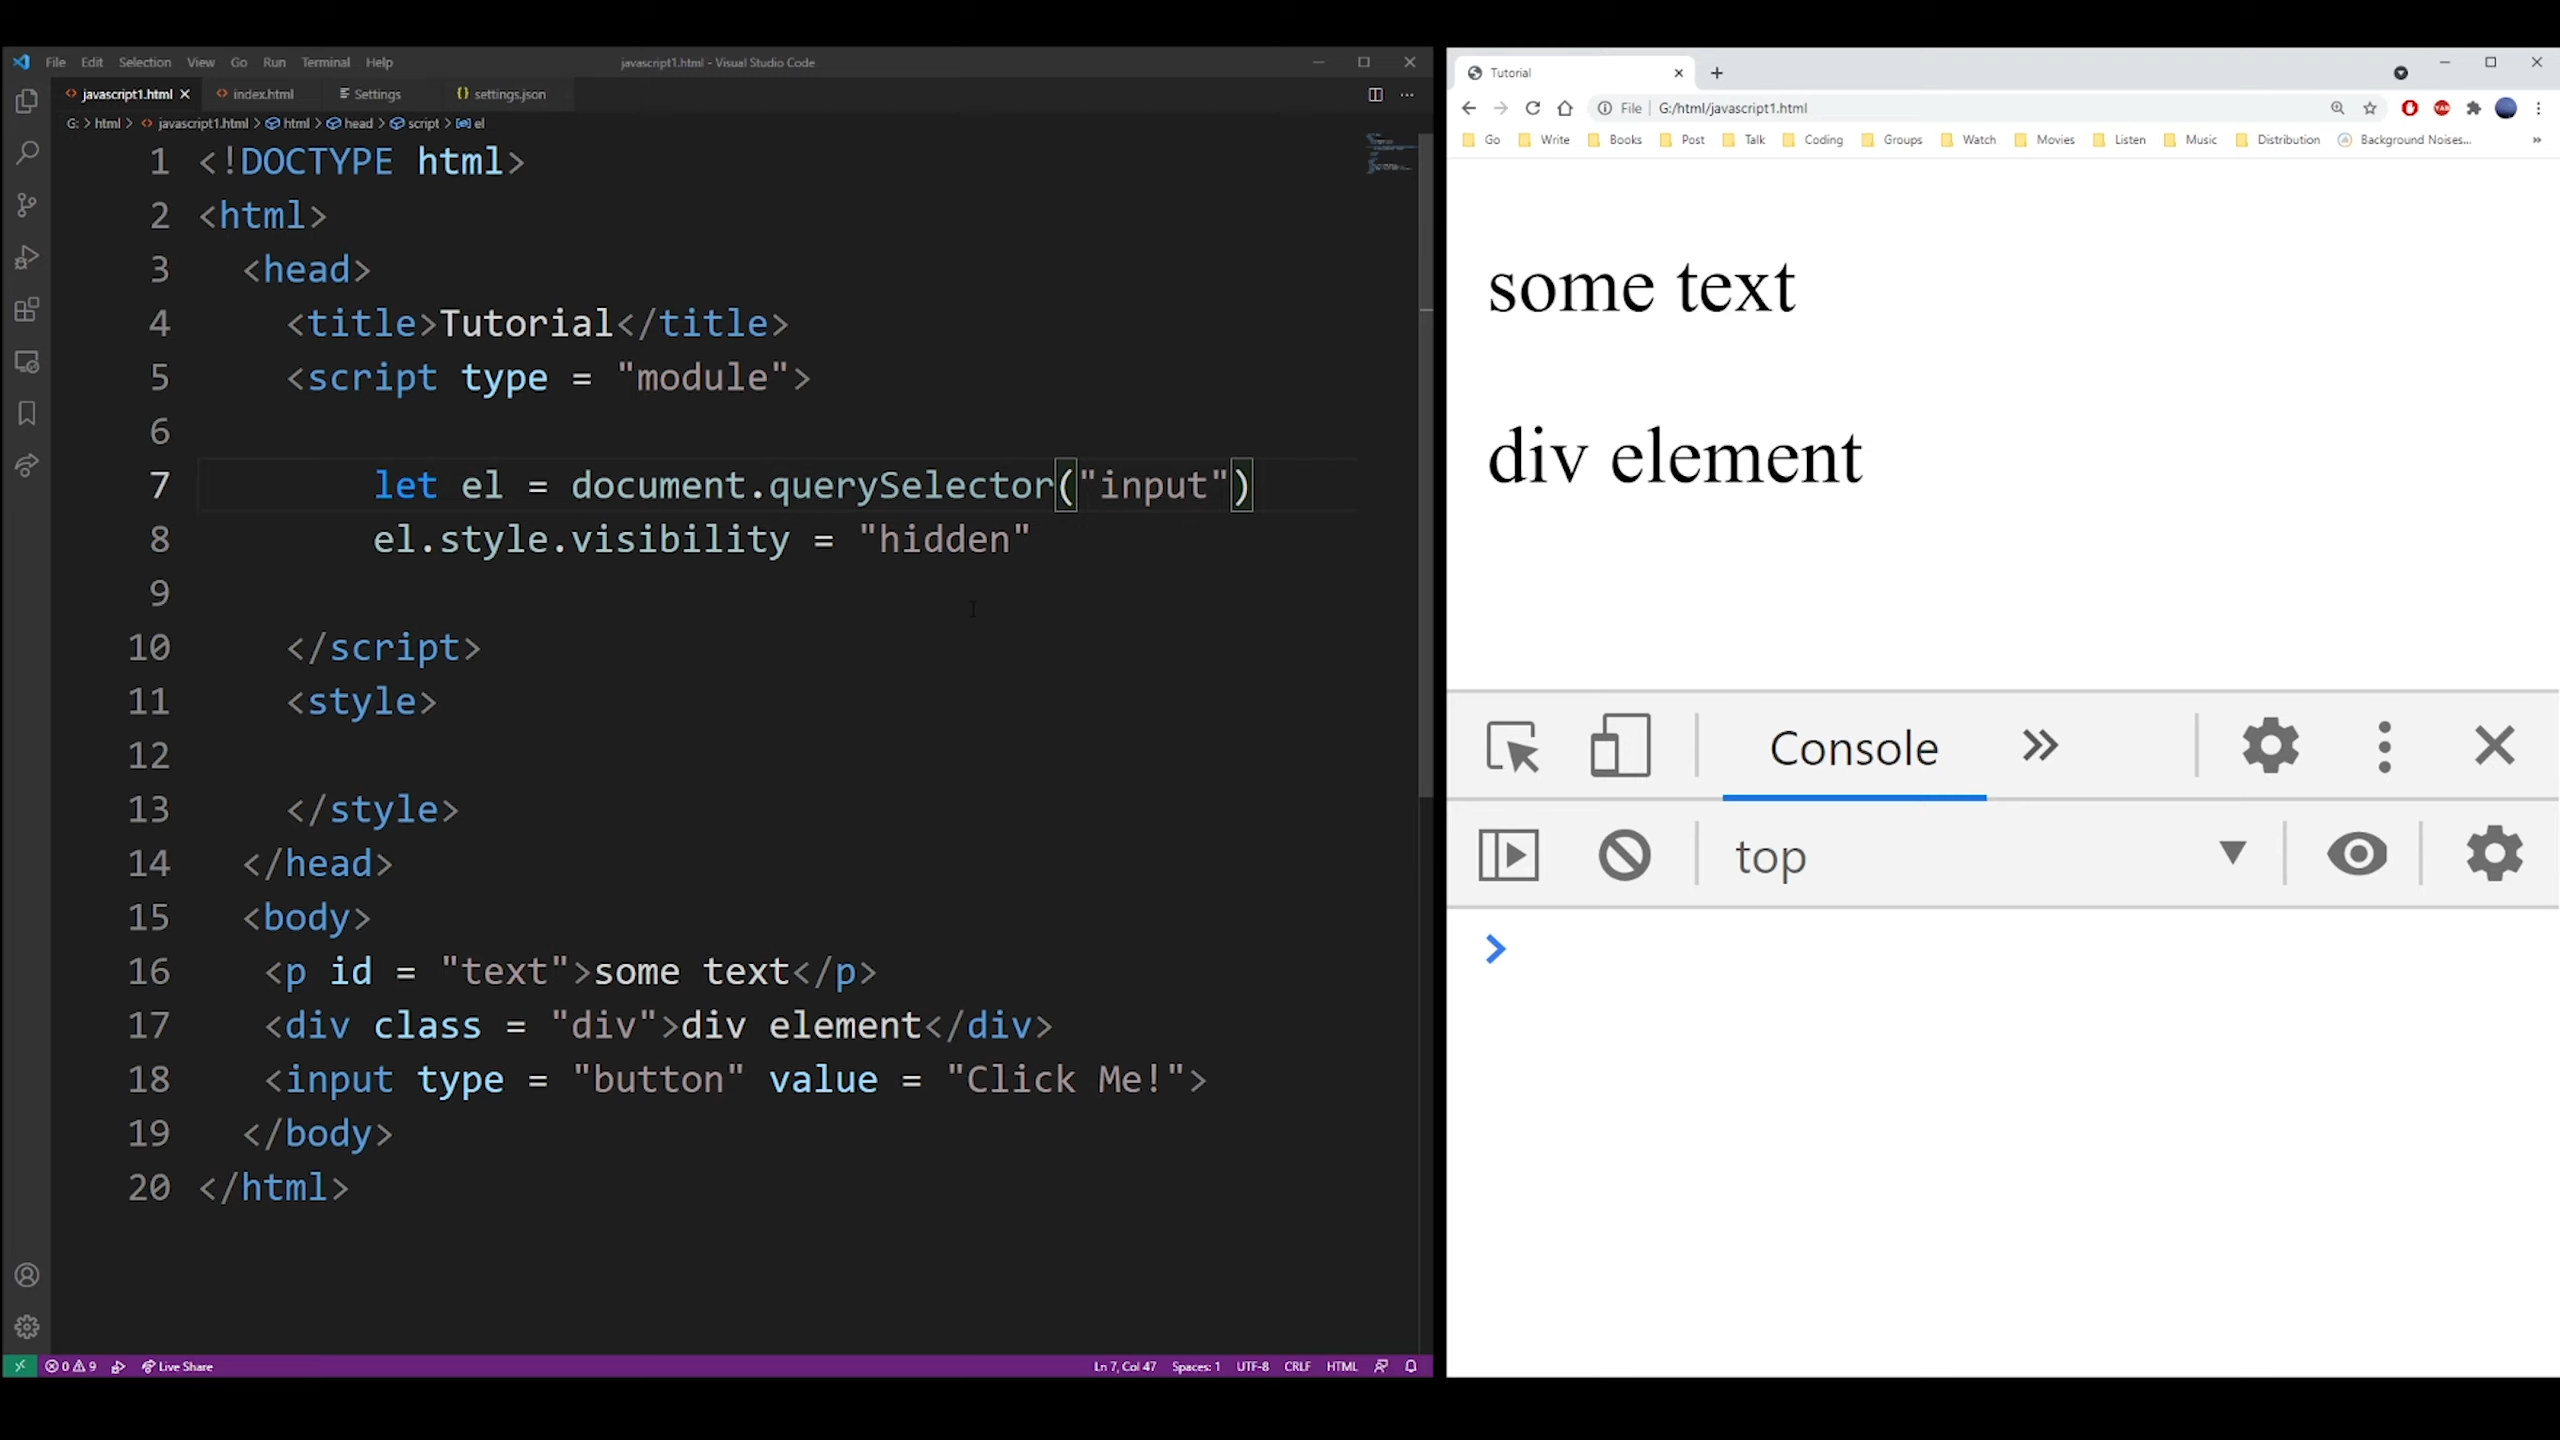 File Edit Selection View Go Run Terminal Help
javascript1.html - Visual Studio Code
javascript1.html index.html Settings settings.json
G: > html > javascript1.html > html > head > script > el
1 <!DOCTYPE html>
2 <html>
3 <head>
4 <title>Tutorial</title>
5 <script type = "module">
6
7 let el = document.querySelector("input")
8 el.style.visibility = "hidden"
9
10 </script>
11 <style>
12
13 </style>
14 </head>
15 <body>
16 <p id = "text">some text</p>
17 <div class = "div">div element</div>
18 <input type = "button" value = "Click Me!">
19 </body>
20 </html>
0 9 Live Share
Ln 7, Col 47 Spaces: 1 UTF-8 CRLF HTML
Tutorial
File | G:/html/javascript1.html
Go Write Books Post Talk Coding Groups Watch Movies Listen Music Distribution Background Noises... »
some text
div element
Console
top